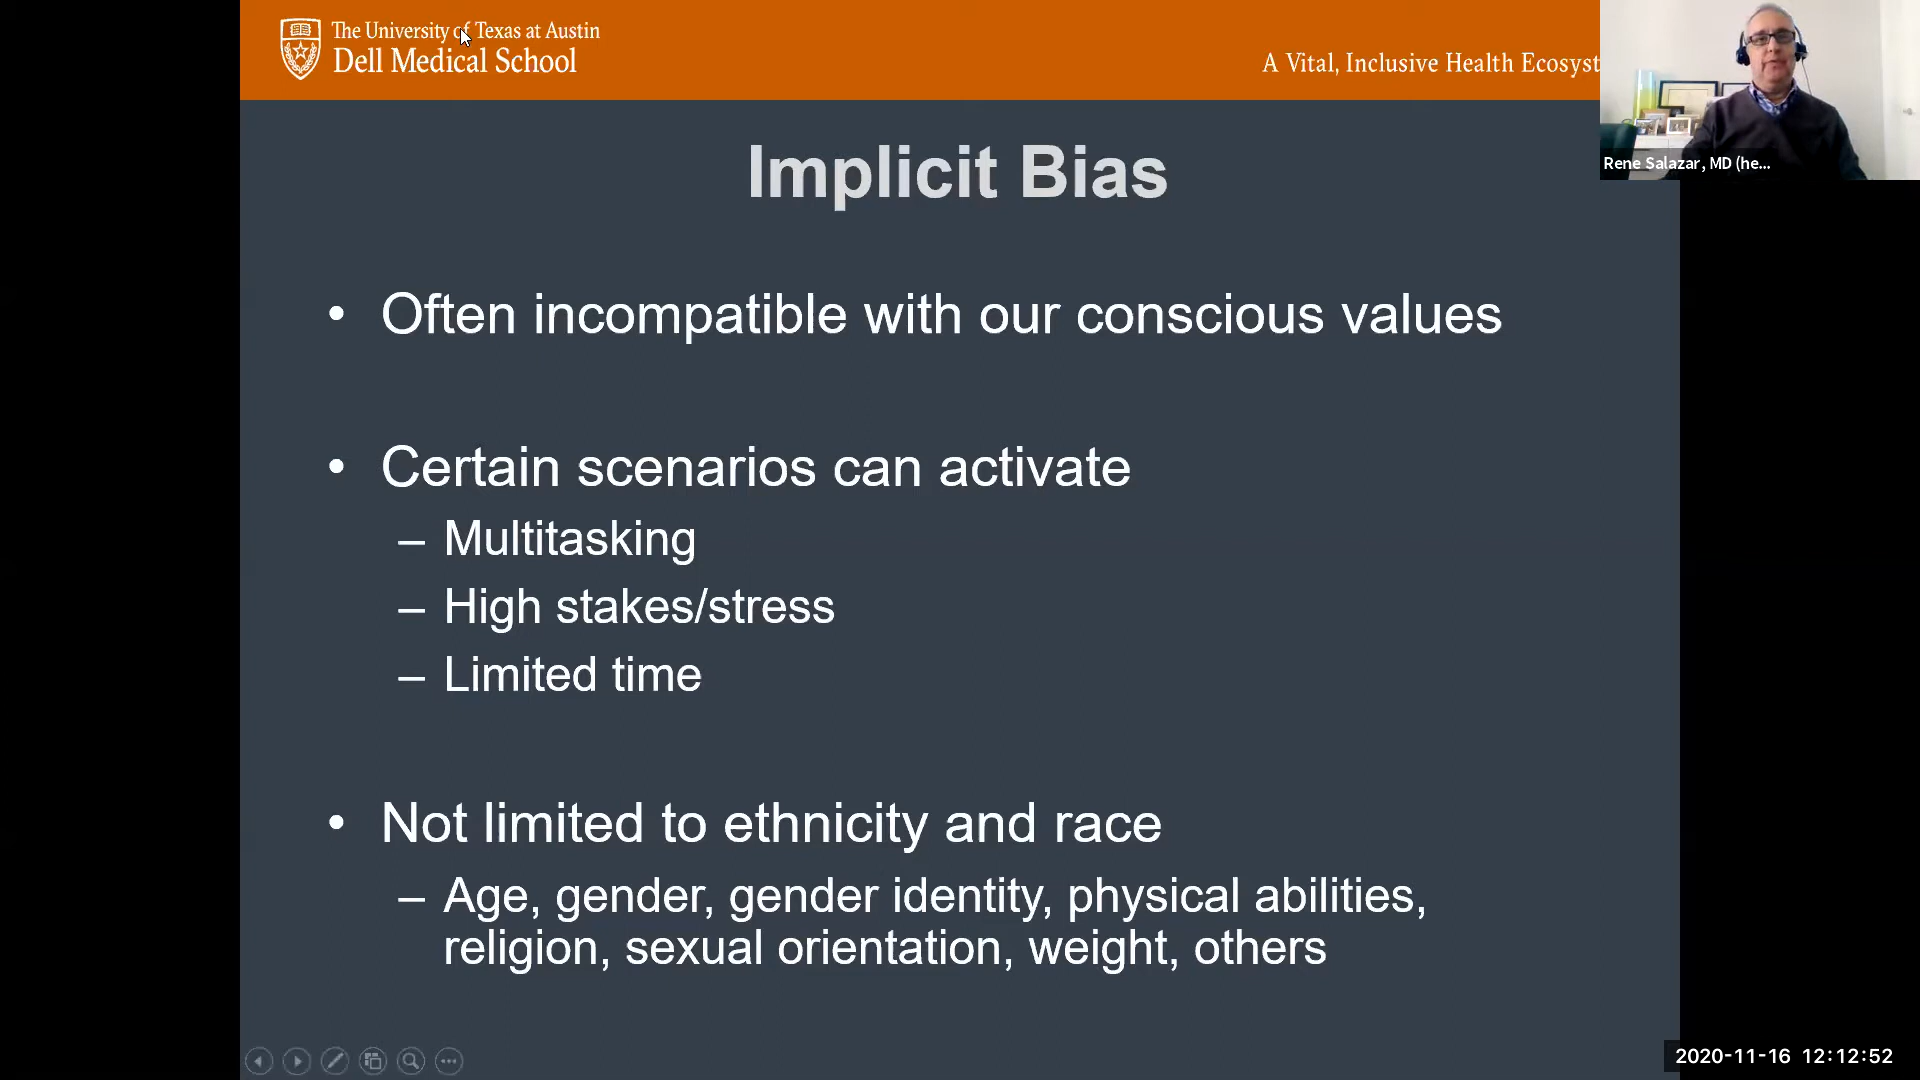 The University of Texas at Austin
Dell Medical School
A Vital, Inclusive Health Ecosyst
Rene Salazar, MD (he...
Implicit Bias
• Often incompatible with our conscious values
• Certain scenarios can activate
– Multitasking
– High stakes/stress
– Limited time
• Not limited to ethnicity and race
– Age, gender, gender identity, physical abilities,
religion, sexual orientation, weight, others
2020-11-16 12:12:52